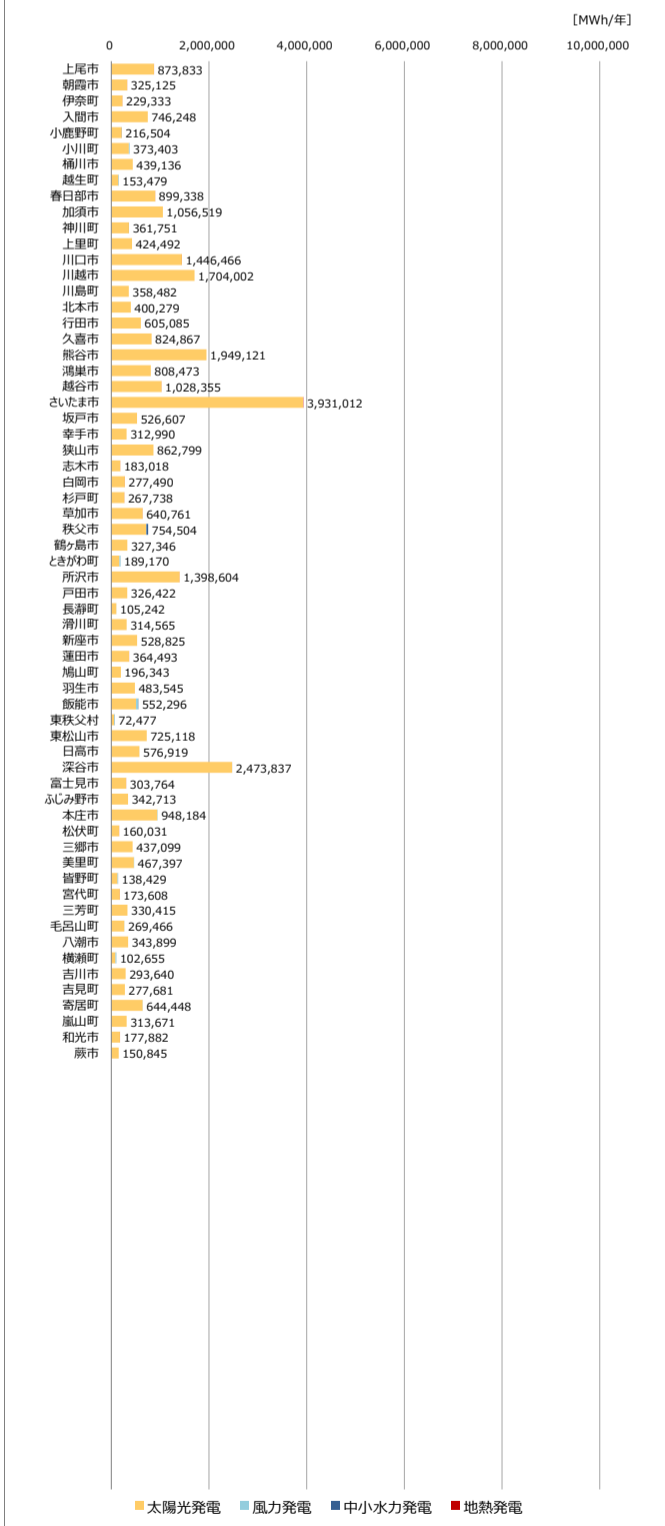 [MWh/年]
0 2,000,000 4,000,000 6,000,000 8,000,000 10,000,000
上尾市 873,833
朝霞市 325,125
伊奈町 229,333
入間市 746,248
小鹿野町 216,504
小川町 373,403
桶川市 439,136
越生町 153,479
春日部市 899,338
加須市 1,056,519
神川町 361,751
上里町 424,492
川口市 1,446,466
川越市 1,704,002
川島町 358,482
北本市 400,279
行田市 605,085
久喜市 824,867
熊谷市 1,949,121
鴻巣市 808,473
越谷市 1,028,355
さいたま市 3,931,012
坂戸市 526,607
幸手市 312,990
狭山市 862,799
志木市 183,018
白岡市 277,490
杉戸町 267,738
草加市 640,761
秩父市 754,504
鶴ヶ島市 327,346
ときがわ町 189,170
所沢市 1,398,604
戸田市 326,422
長瀞町 105,242
滑川町 314,565
新座市 528,825
蓮田市 364,493
鳩山町 196,343
羽生市 483,545
飯能市 552,296
東秩父村 72,477
東松山市 725,118
日高市 576,919
深谷市 2,473,837
富士見市 303,764
ふじみ野市 342,713
本庄市 948,184
松伏町 160,031
三郷市 437,099
美里町 467,397
皆野町 138,429
宮代町 173,608
三芳町 330,415
毛呂山町 269,466
八潮市 343,899
横瀬町 102,655
吉川市 293,640
吉見町 277,681
寄居町 644,448
嵐山町 313,671
和光市 177,882
蕨市 150,845
太陽光発電 風力発電 中小水力発電 地熱発電